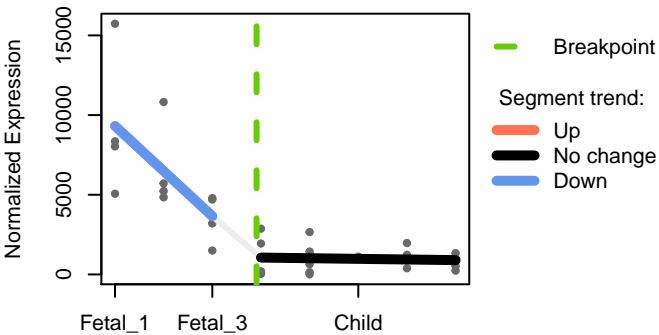 Normalized Expression
15000
10000
5000
0
Fetal_1
Fetal_3
Child
Breakpoint
Segment trend:
Up
No change
Down